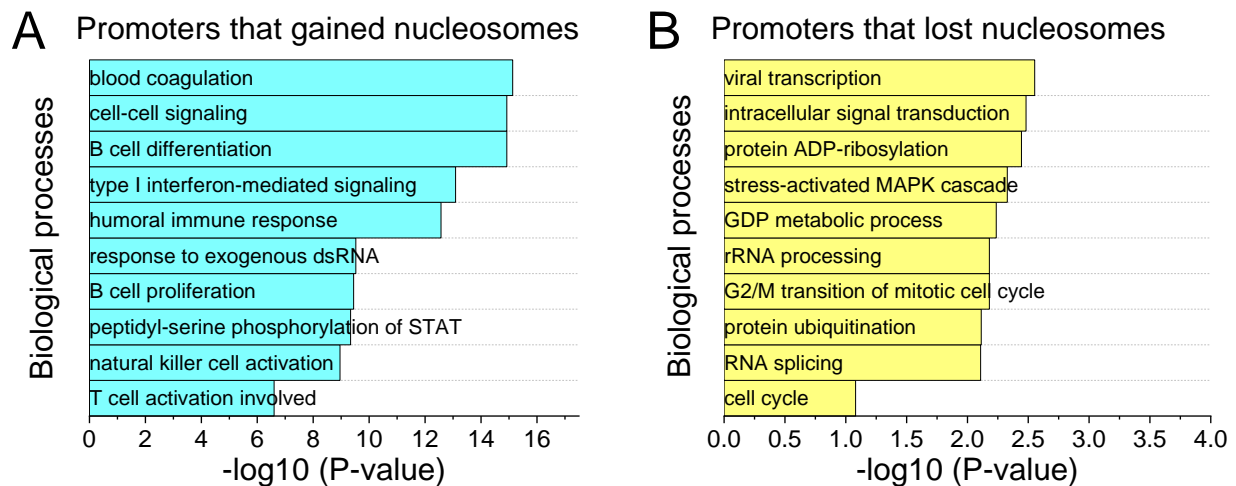 A
Promoters that gained nucleosomes
Biological processes
blood coagulation
cell-cell signaling
B cell differentiation
type I interferon-mediated signaling
humoral immune response
response to exogenous dsRNA
B cell proliferation
peptidyl-serine phosphorylation of STAT
natural killer cell activation
T cell activation involved
0 2 4 6 8 10 12 14 16
-log10 (P-value)
B
Promoters that lost nucleosomes
Biological processes
viral transcription
intracellular signal transduction
protein ADP-ribosylation
stress-activated MAPK cascade
GDP metabolic process
rRNA processing
G2/M transition of mitotic cell cycle
protein ubiquitination
RNA splicing
cell cycle
0.0 0.5 1.0 1.5 2.0 2.5 3.0 3.5 4.0
-log10 (P-value)